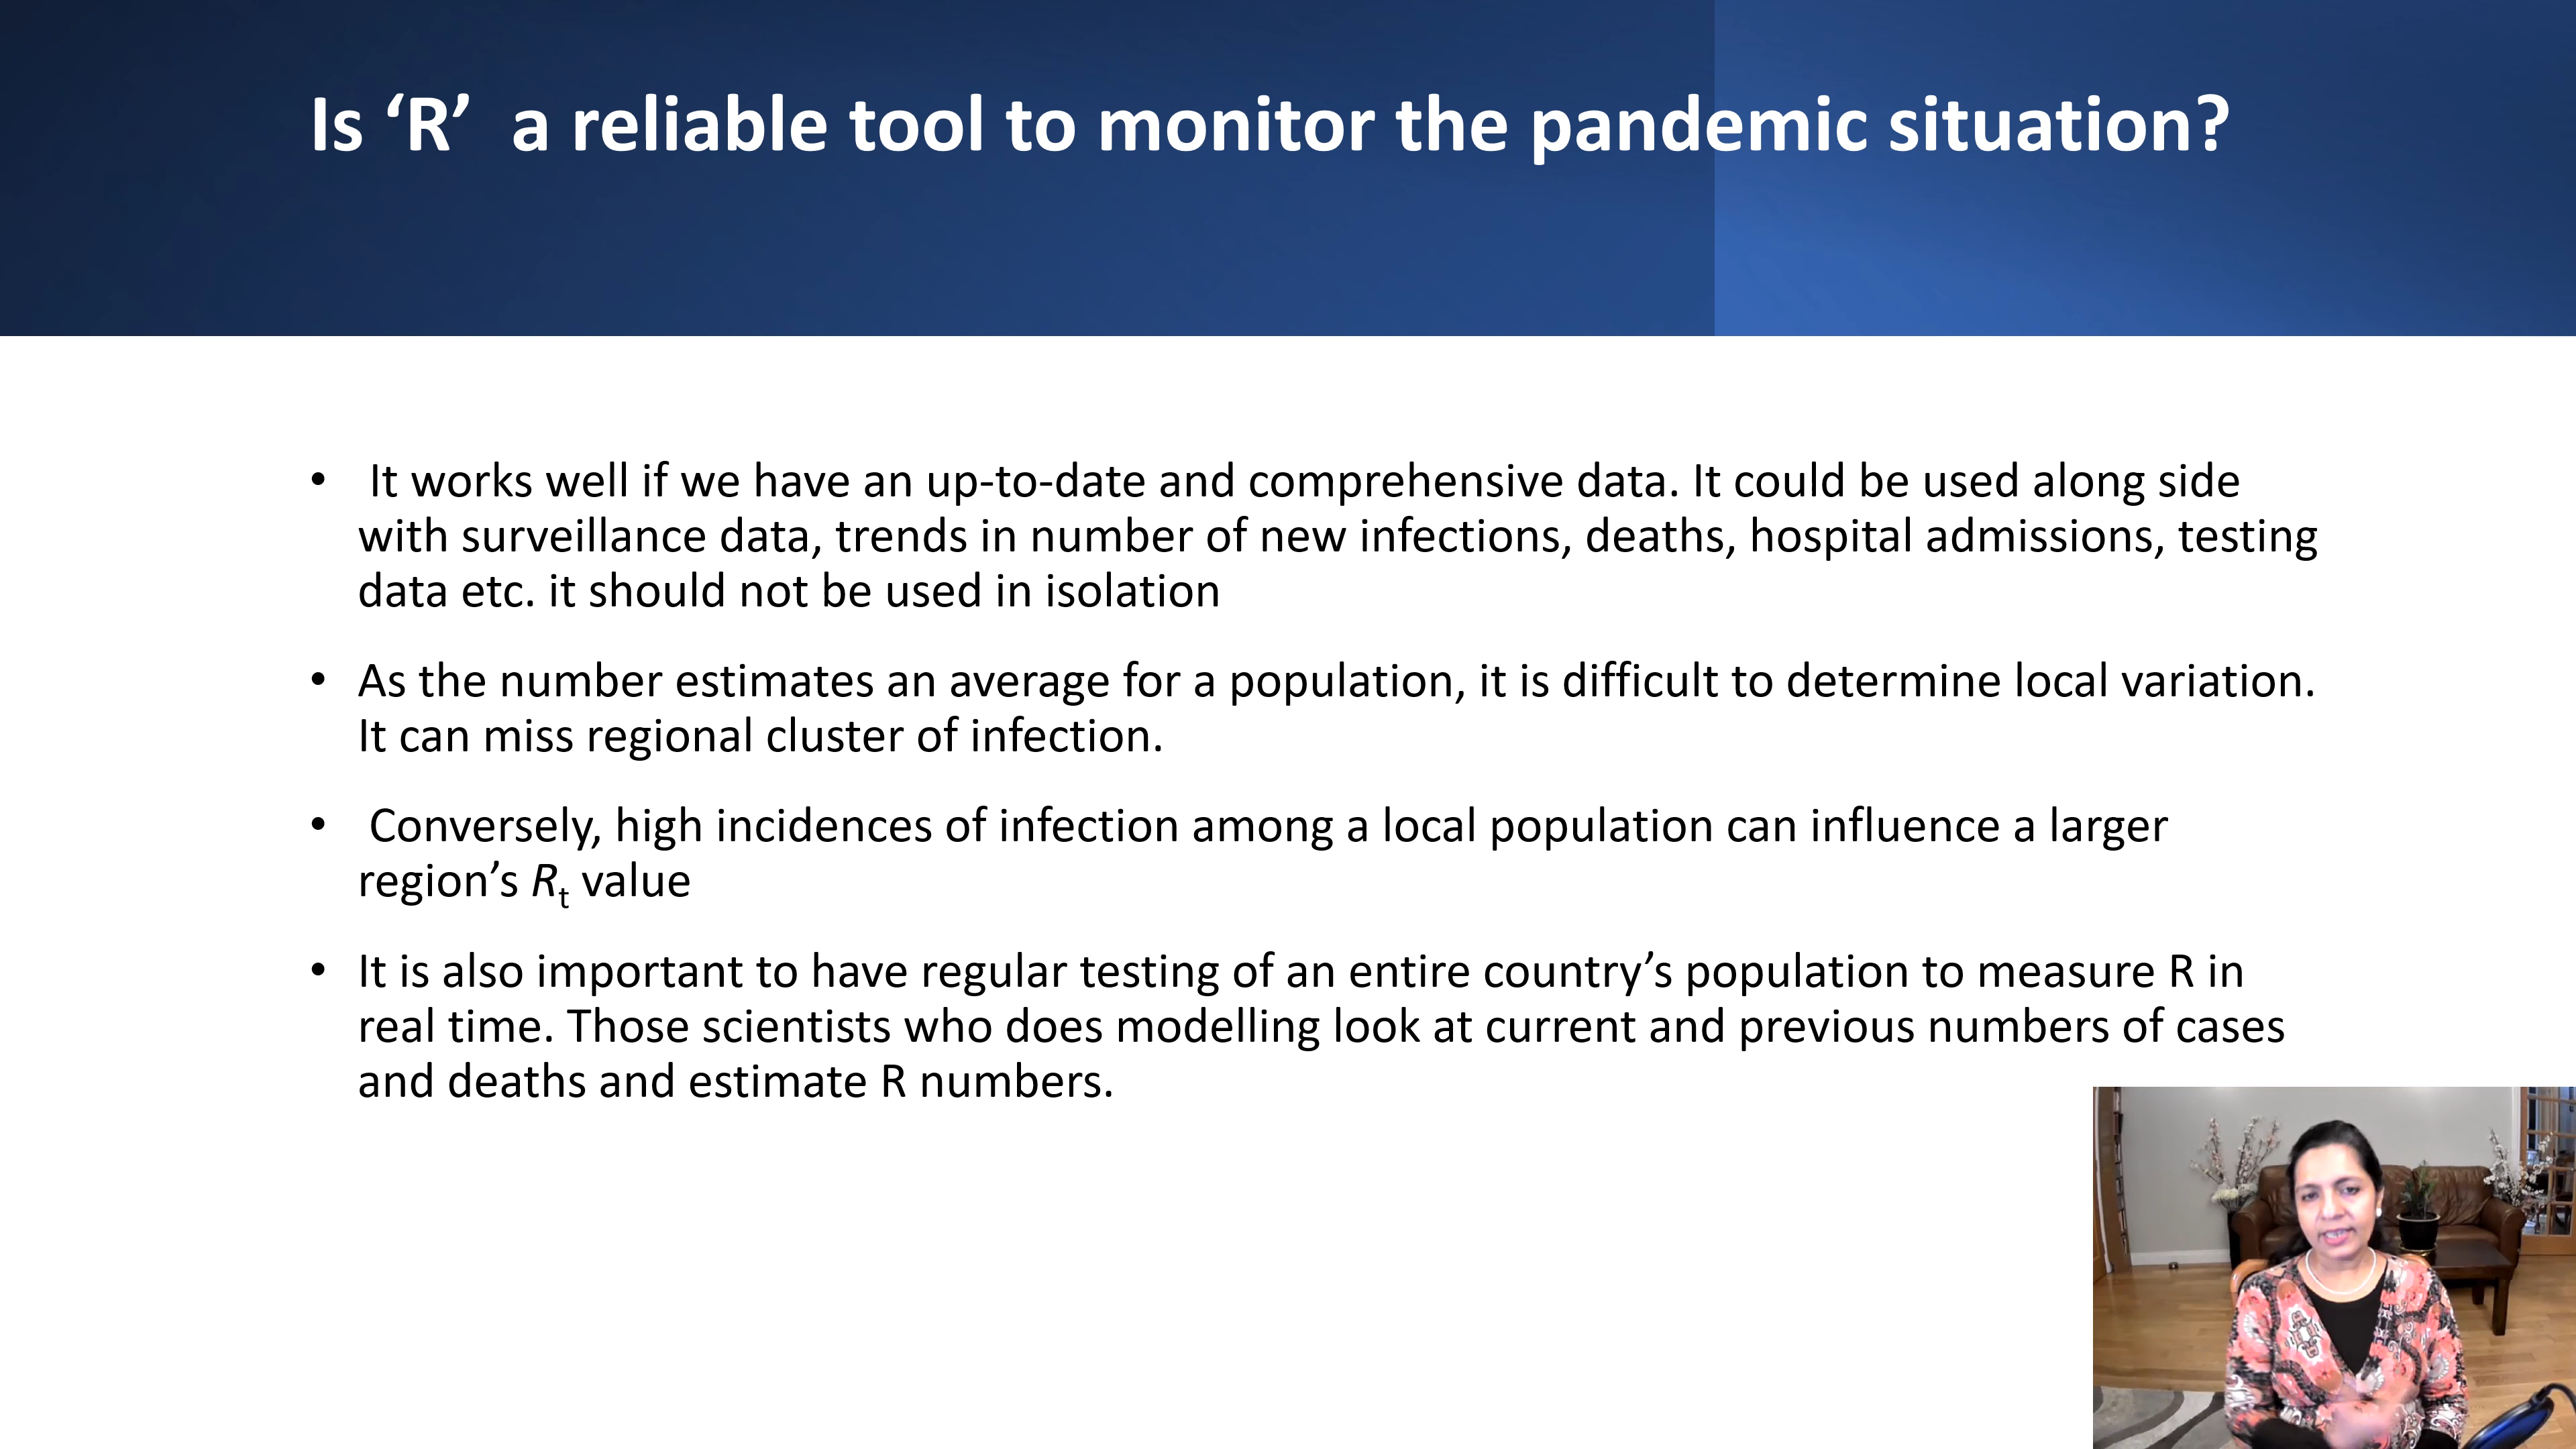 Is ‘R’  a reliable tool to monitor the pandemic situation?
• It works well if we have an up-to-date and comprehensive data. It could be used along side
with surveillance data, trends in number of new infections, deaths, hospital admissions, testing
data etc. it should not be used in isolation
• As the number estimates an average for a population, it is difficult to determine local variation.
It can miss regional cluster of infection.
• Conversely, high incidences of infection among a local population can influence a larger
region’s Rt value
• It is also important to have regular testing of an entire country’s population to measure R in
real time. Those scientists who does modelling look at current and previous numbers of cases
and deaths and estimate R numbers.